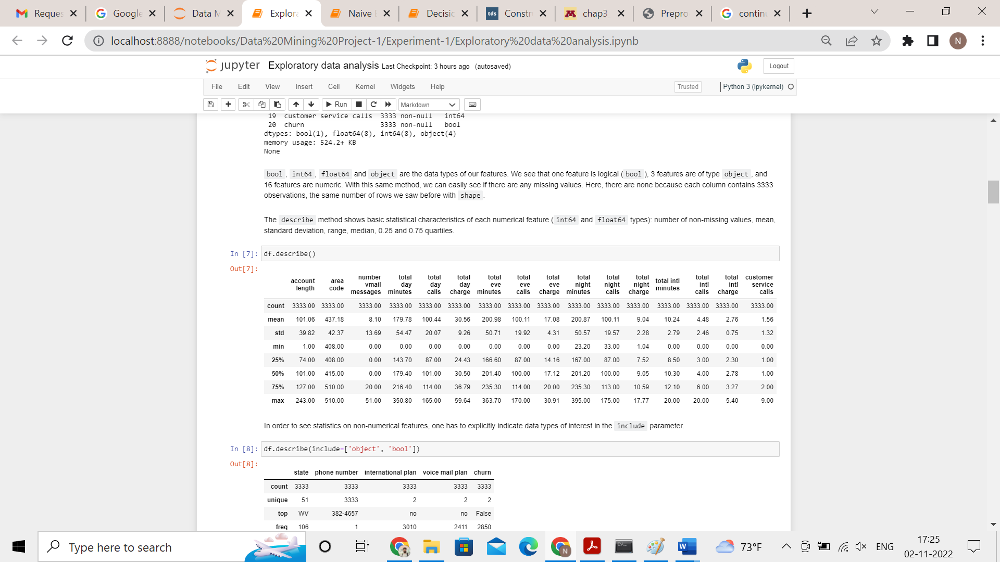 Reques
Google
Data M
Explora
Naive B
Decisio
tds Constr
chap3_
Prepro
contin
localhost:8888/notebooks/Data%20Mining%20Project-1/Experiment-1/Exploratory%20data%20analysis.ipynb
N
jupyter Exploratory data analysis Last Checkpoint: 3 hours ago (autosaved)
Logout
File Edit View Insert Cell Kernel Widgets Help
Trusted
Python 3 (ipykernel)
Run
Markdown
19 customer service calls 3333 non-null int64
20 churn 3333 non-null bool
dtypes: bool(1), float64(8), int64(8), object(4)
memory usage: 524.2+ KB
None
bool , int64 , float64 and object are the data types of our features. We see that one feature is logical ( bool ), 3 features are of type object , and
16 features are numeric. With this same method, we can easily see if there are any missing values. Here, there are none because each column contains 3333
observations, the same number of rows we saw before with shape .
The describe method shows basic statistical characteristics of each numerical feature ( int64 and float64 types): number of non-missing values, mean,
standard deviation, range, median, 0.25 and 0.75 quartiles.
In [7]: df.describe()
Out[7]:
account length area code number vmail messages total day minutes total day calls total day charge total eve minutes total eve calls total eve charge total night minutes total night calls total night charge total intl minutes total intl calls total intl charge customer service calls
count 3333.00 3333.00 3333.00 3333.00 3333.00 3333.00 3333.00 3333.00 3333.00 3333.00 3333.00 3333.00 3333.00 3333.00 3333.00 3333.00
mean 101.06 437.18 8.10 179.78 100.44 30.56 200.98 100.11 17.08 200.87 100.11 9.04 10.24 4.48 2.76 1.56
std 39.82 42.37 13.69 54.47 20.07 9.26 50.71 19.92 4.31 50.57 19.57 2.28 2.79 2.46 0.75 1.32
min 1.00 408.00 0.00 0.00 0.00 0.00 0.00 0.00 0.00 23.20 33.00 1.04 0.00 0.00 0.00 0.00
25% 74.00 408.00 0.00 143.70 87.00 24.43 166.60 87.00 14.16 167.00 87.00 7.52 8.50 3.00 2.30 1.00
50% 101.00 415.00 0.00 179.40 101.00 30.50 201.40 100.00 17.12 201.20 100.00 9.05 10.30 4.00 2.78 1.00
75% 127.00 510.00 20.00 216.40 114.00 36.79 235.30 114.00 20.00 235.30 113.00 10.59 12.10 6.00 3.27 2.00
max 243.00 510.00 51.00 350.80 165.00 59.64 363.70 170.00 30.91 395.00 175.00 17.77 20.00 20.00 5.40 9.00
In order to see statistics on non-numerical features, one has to explicitly indicate data types of interest in the include parameter.
In [8]: df.describe(include=['object', 'bool'])
Out[8]:
state phone number international plan voice mail plan churn
count 3333 3333 3333 3333 3333
unique 51 3333 2 2 2
top WV 382-4657 no no False
freq 106 1 3010 2411 2850
Type here to search
73°F
ENG
17:25
02-11-2022